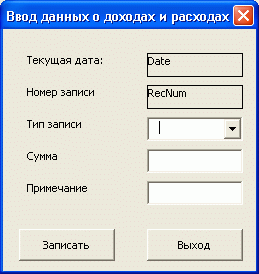 Ввод данных о доходах и расходах
Текущая дата: Date
Номер записи RecNum
Тип записи
Сумма
Примечание
Записать Выход